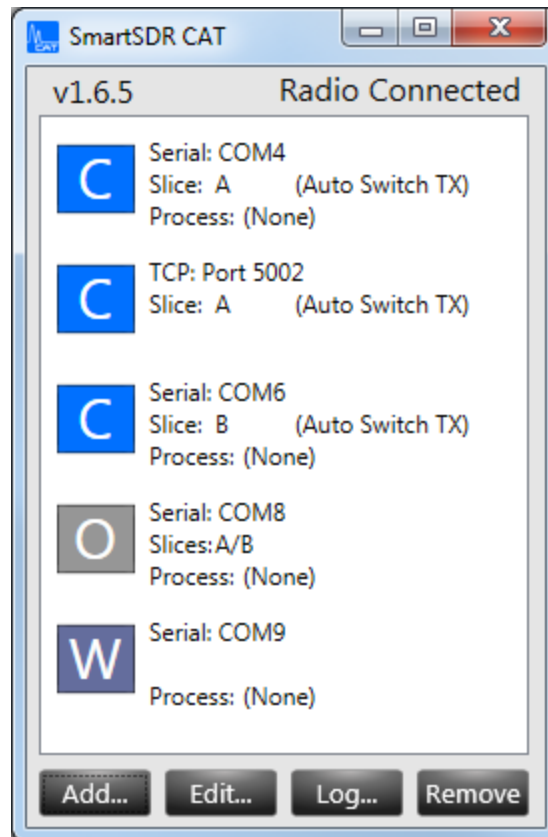 CAT SmartSDR CAT
v1.6.5 Radio Connected
C Serial: COM4
Slice: A (Auto Switch TX)
Process: (None)
C TCP: Port 5002
Slice: A (Auto Switch TX)
C Serial: COM6
Slice: B (Auto Switch TX)
Process: (None)
O Serial: COM8
Slices:A/B
Process: (None)
W Serial: COM9
Process: (None)
Add... Edit... Log... Remove